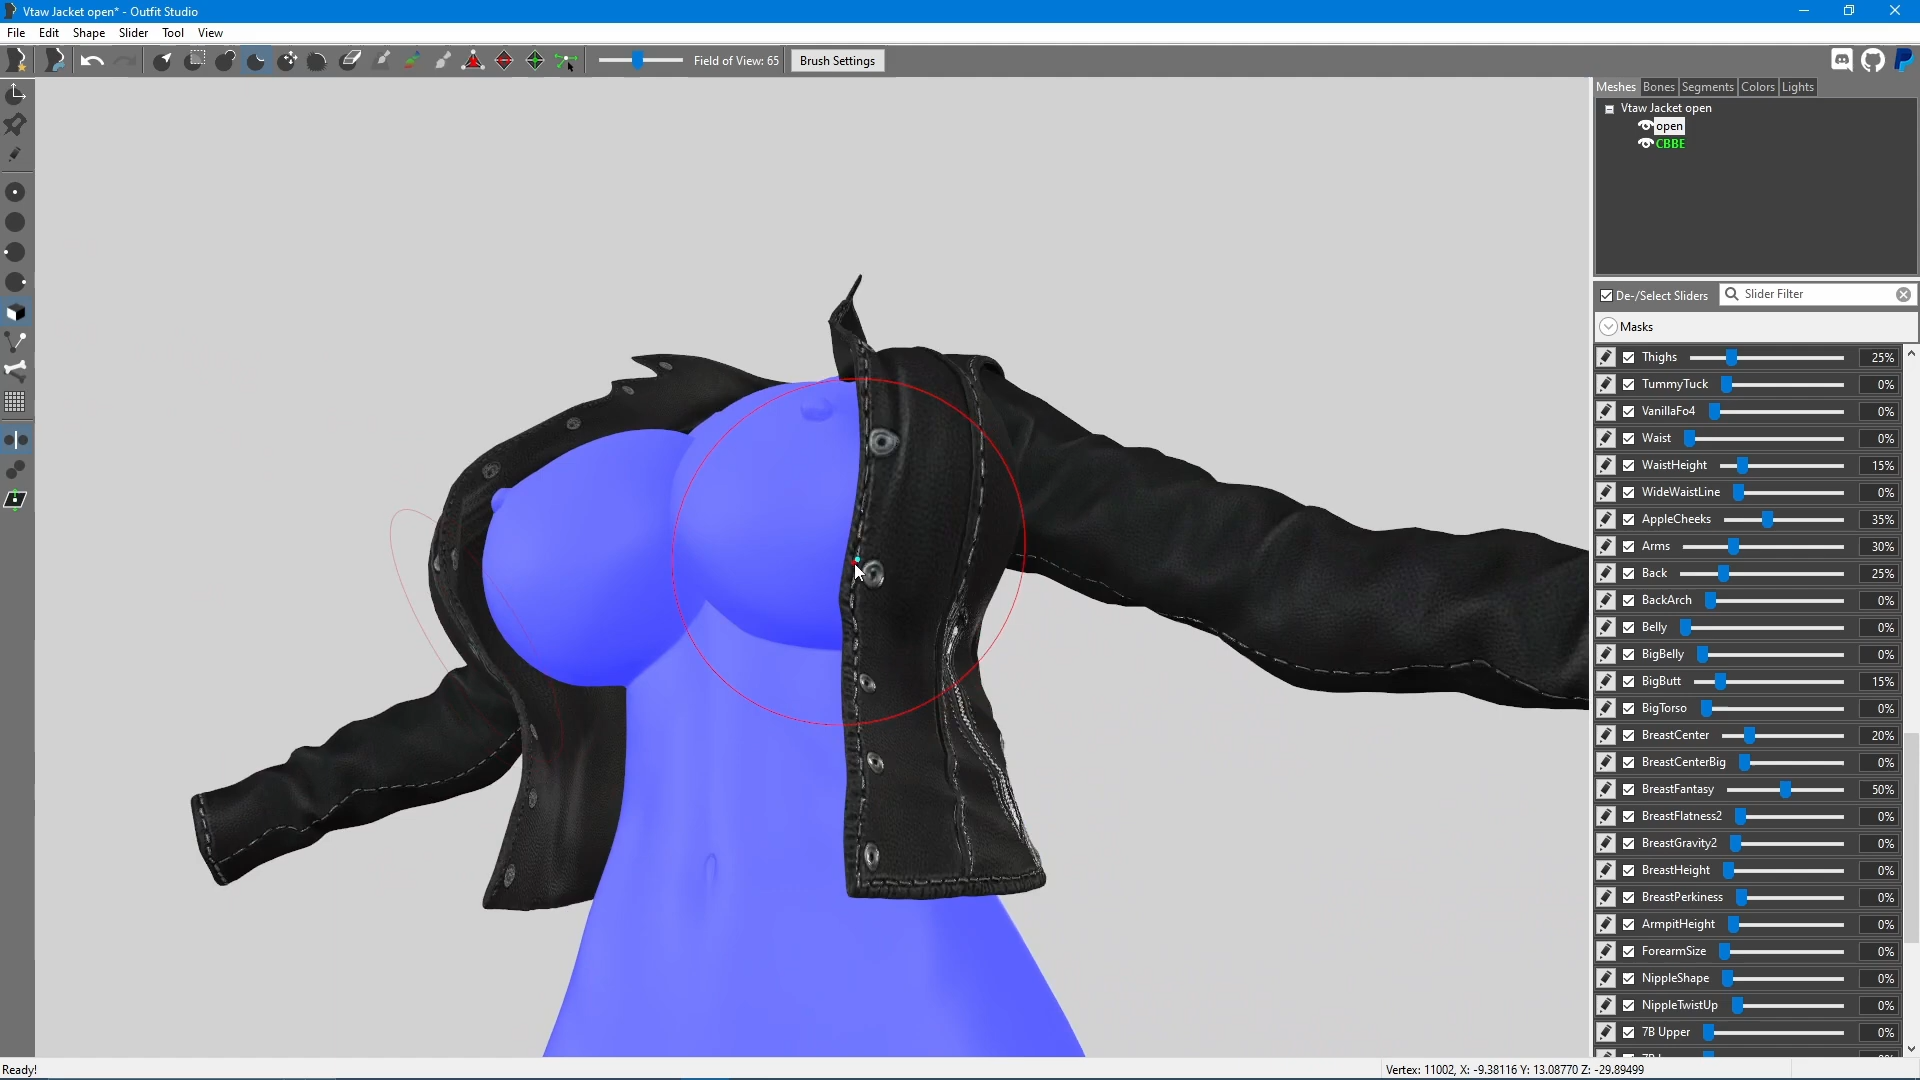 Vtaw Jacket open* - Outfit Studio
File Edit Shape Slider Tool View
Field of View: 65
Brush Settings
Meshes Bones Segments Colors Lights
Vtaw Jacket open
open
CBBE
De-/Select Sliders
Slider Filter
Masks
Thighs 25%
TummyTuck 0%
VanillaFo4 0%
Waist 0%
WaistHeight 15%
WideWaistLine 0%
AppleCheeks 35%
Arms 30%
Back 25%
BackArch 0%
Belly 0%
BigBelly 0%
BigButt 15%
BigTorso 0%
BreastCenter 20%
BreastCenterBig 0%
BreastFantasy 50%
BreastFlatness2 0%
BreastGravity2 0%
BreastHeight 0%
BreastPerkiness 0%
ArmpitHeight 0%
ForearmSize 0%
NippleShape 0%
NippleTwistUp 0%
7B Upper 0%
Ready!
Vertex: 11002, X: -9.38116 Y: 13.08770 Z: -29.89499